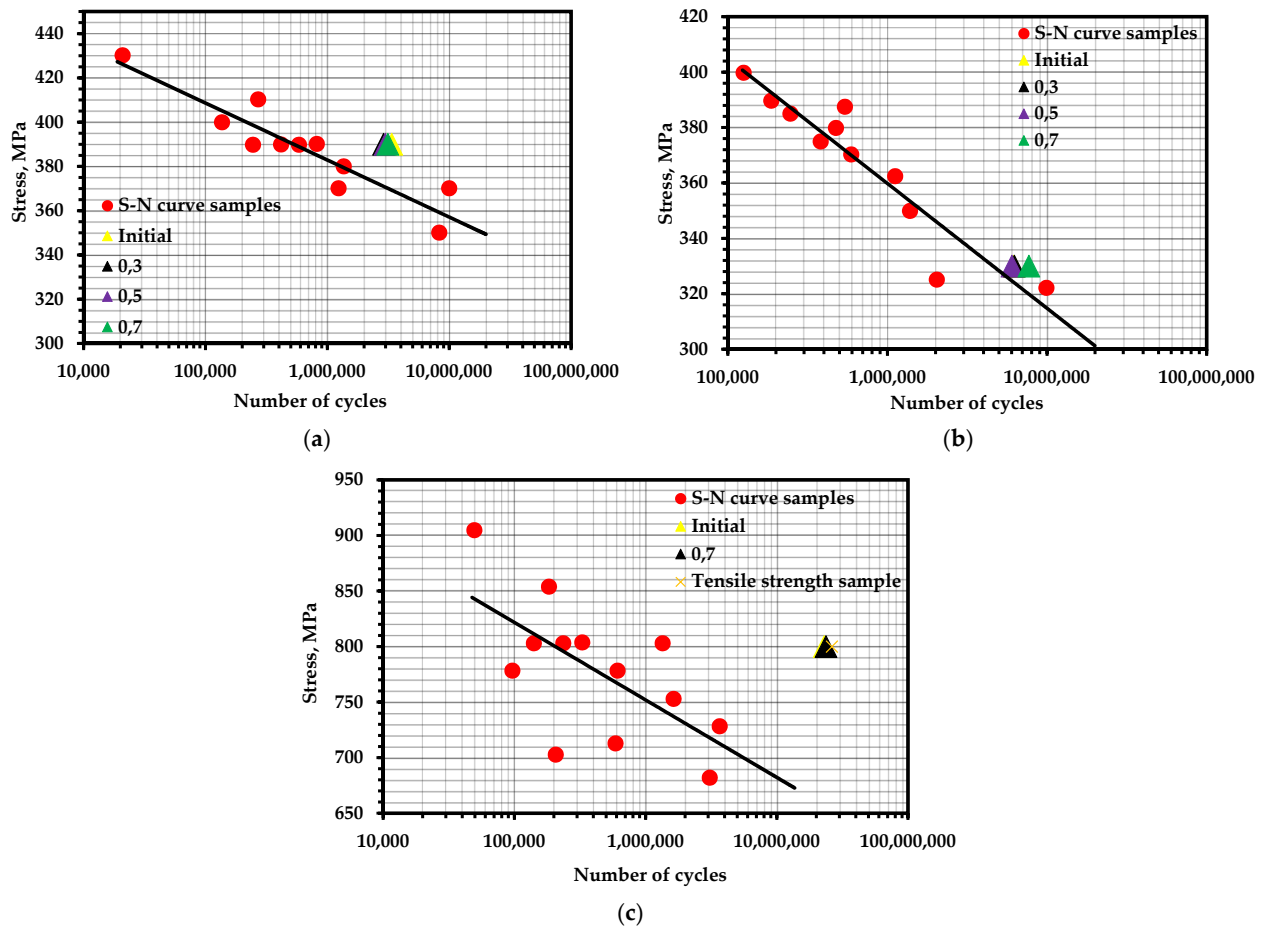 440
420
400
380
360
340
320
300
Stress, MPa
S-N curve samples
Initial
0,3
0,5
0,7
10,000 100,000 1,000,000 10,000,000 100,000,000
Number of cycles
(a)
420
400
380
360
340
320
300
Stress, MPa
S-N curve samples
Initial
0,3
0,5
0,7
100,000 1,000,000 10,000,000 100,000,000
Number of cycles
(b)
950
900
850
800
750
700
650
Stress, MPa
S-N curve samples
Initial
0,7
Tensile strength sample
10,000 100,000 1,000,000 10,000,000 100,000,000
Number of cycles
(c)